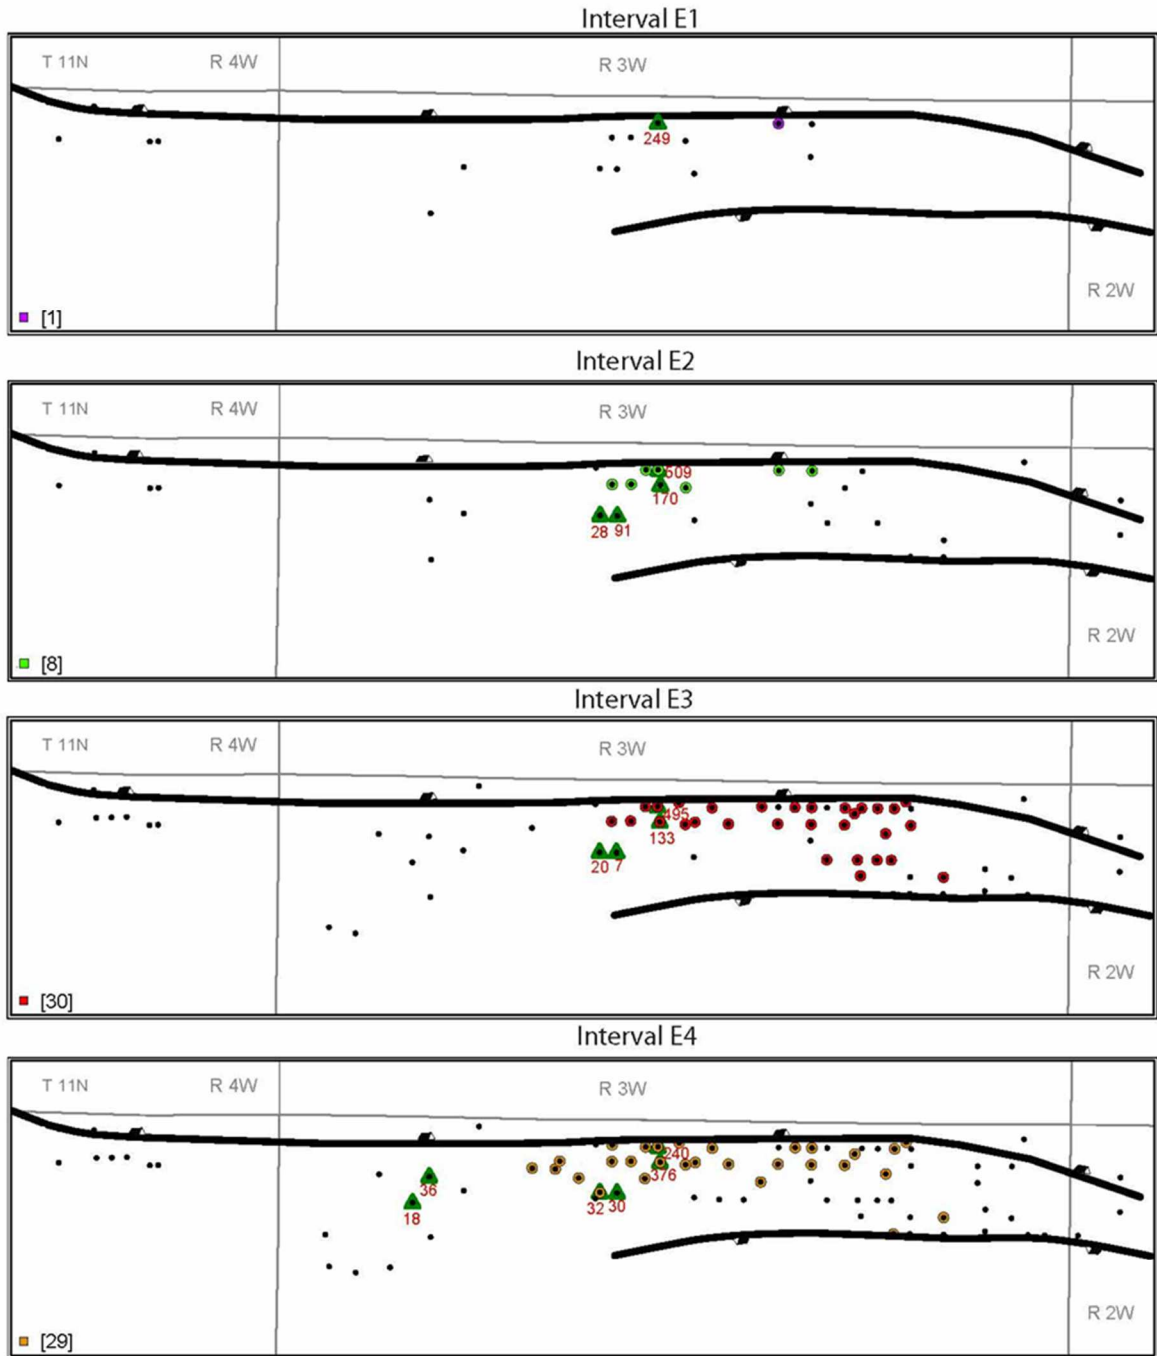 Interval E1
T 11N R 4W R 3W
249
R 2W
[1]
Interval E2
T 11N R 4W R 3W
509
170
28 91
R 2W
[8]
Interval E3
T 11N R 4W R 3W
495
133
20 7
R 2W
[30]
Interval E4
T 11N R 4W R 3W
240
376
36
32 30
18
R 2W
[29]